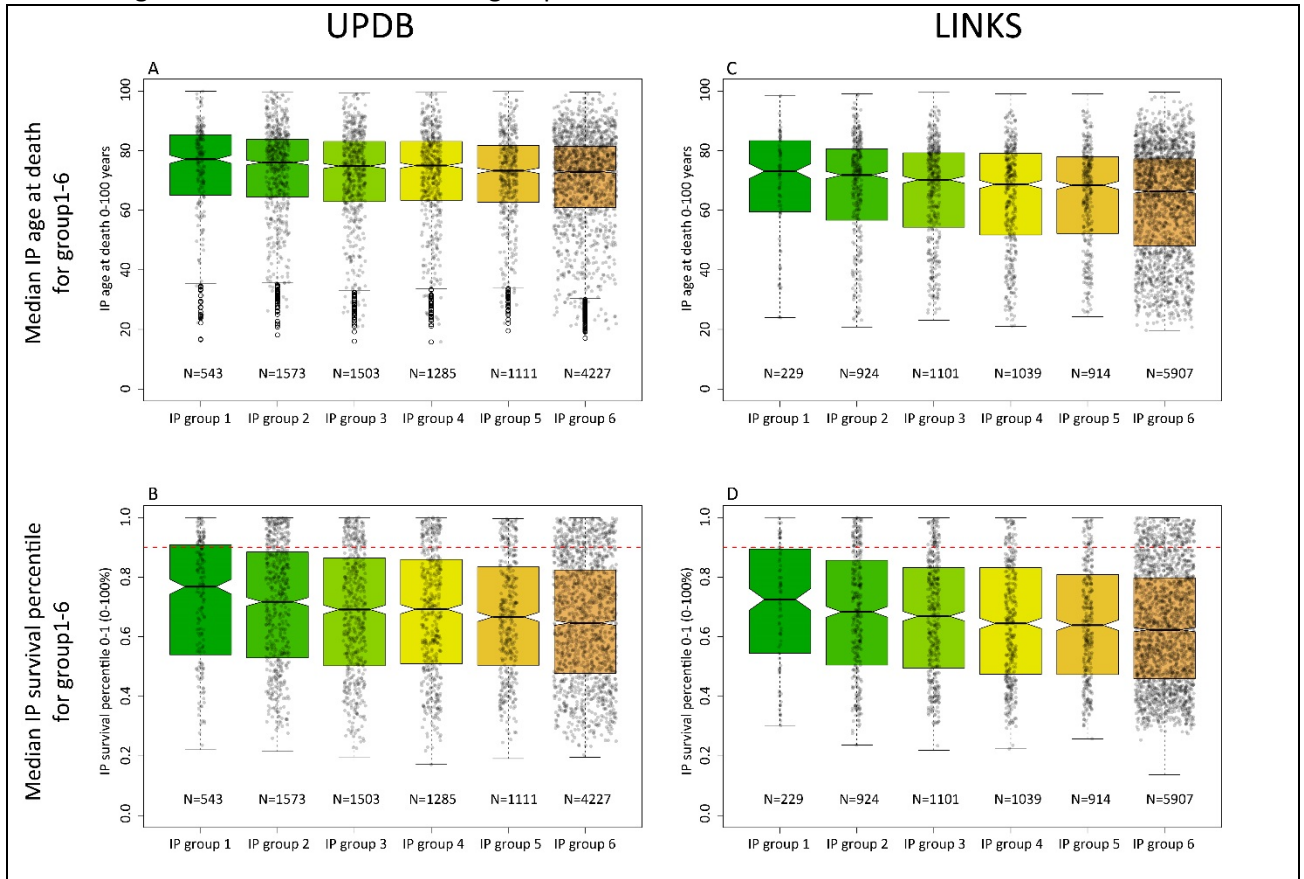 UPDB
LINKS
Median IP age at death
for group1-6
A
IP age at death 0-100 years
100
80
60
40
20
0
N=543 N=1573 N=1503 N=1285 N=1111 N=4227
IP group 1 IP group 2 IP group 3 IP group 4 IP group 5 IP group 6
C
IP age at death 0-100 years
100
80
60
40
20
0
N=229 N=924 N=1101 N=1039 N=914 N=5907
IP group 1 IP group 2 IP group 3 IP group 4 IP group 5 IP group 6
Median IP survival percentile
for group1-6
B
IP survival percentile 0-1 (0-100%)
1.0
0.8
0.6
0.4
0.2
0.0
N=543 N=1573 N=1503 N=1285 N=1111 N=4227
IP group 1 IP group 2 IP group 3 IP group 4 IP group 5 IP group 6
D
IP survival percentile 0-1 (0-100%)
1.0
0.8
0.6
0.4
0.2
0.0
N=229 N=924 N=1101 N=1039 N=914 N=5907
IP group 1 IP group 2 IP group 3 IP group 4 IP group 5 IP group 6